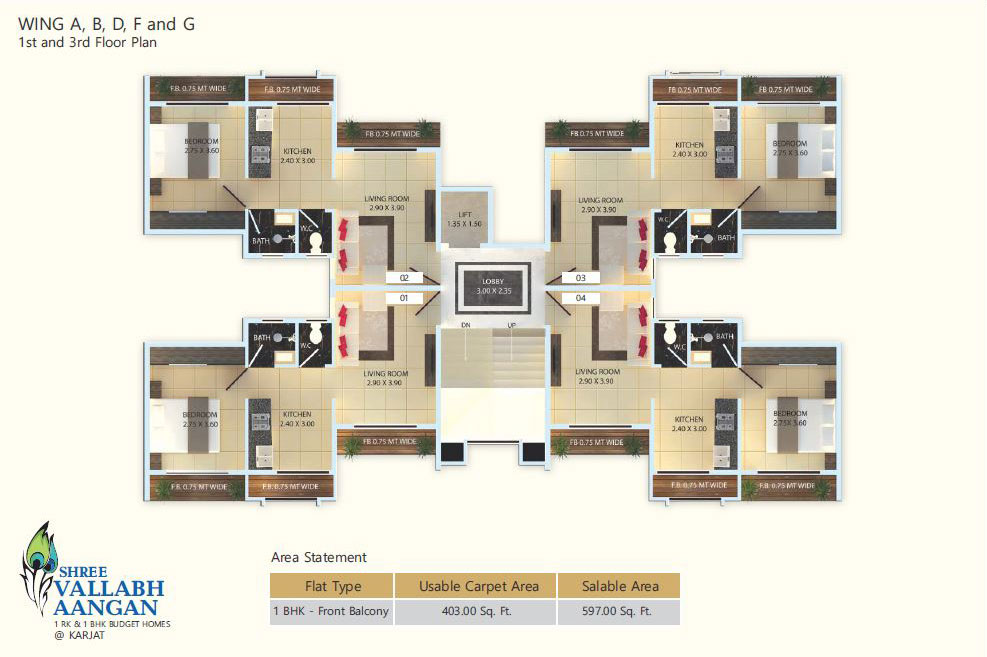 WING A, B, D, F and G
1st and 3rd Floor Plan
F.B. 0.75 MT WIDE
F.B. 0.75 MT WIDE
FB 0.75 MT WIDE
FB 0.75 MT WIDE
FB 0.75 MT WIDE
FB 0.75 MT WIDE
BEDROOM
2.75 X 3.60
KITCHEN
2.40 X 3.00
KITCHEN
2.40 X 3.00
BEDROOM
2.75 X 3.60
LIVING ROOM
2.90 X 3.90
LIFT
1.35 X 1.50
LIVING ROOM
2.90 X 3.90
BATH
W.C
W.C
BATH
02
LOBBY
3.00 X 2.35
03
01
04
DN
UP
BATH
W.C
W.C
BATH
LIVING ROOM
2.90 X 3.90
LIVING ROOM
2.90 X 3.90
BEDROOM
2.75 X 3.60
KITCHEN
2.40 X 3.00
KITCHEN
2.40 X 3.00
BEDROOM
2.75X 3.60
FB 0.75 MT WIDE
FB 0.75 MT WIDE
F.B. 0.75 MT WIDE
F.B. 0.75 MT WIDE
F.B. 0.75 MT WIDE
F.B. 0.75 MT WIDE
SHREE
VALLABH
AANGAN
1 RK & 1 BHK BUDGET HOMES
@ KARJAT
Area Statement
Flat Type Usable Carpet Area Salable Area
1 BHK - Front Balcony 403.00 Sq. Ft. 597.00 Sq. Ft.